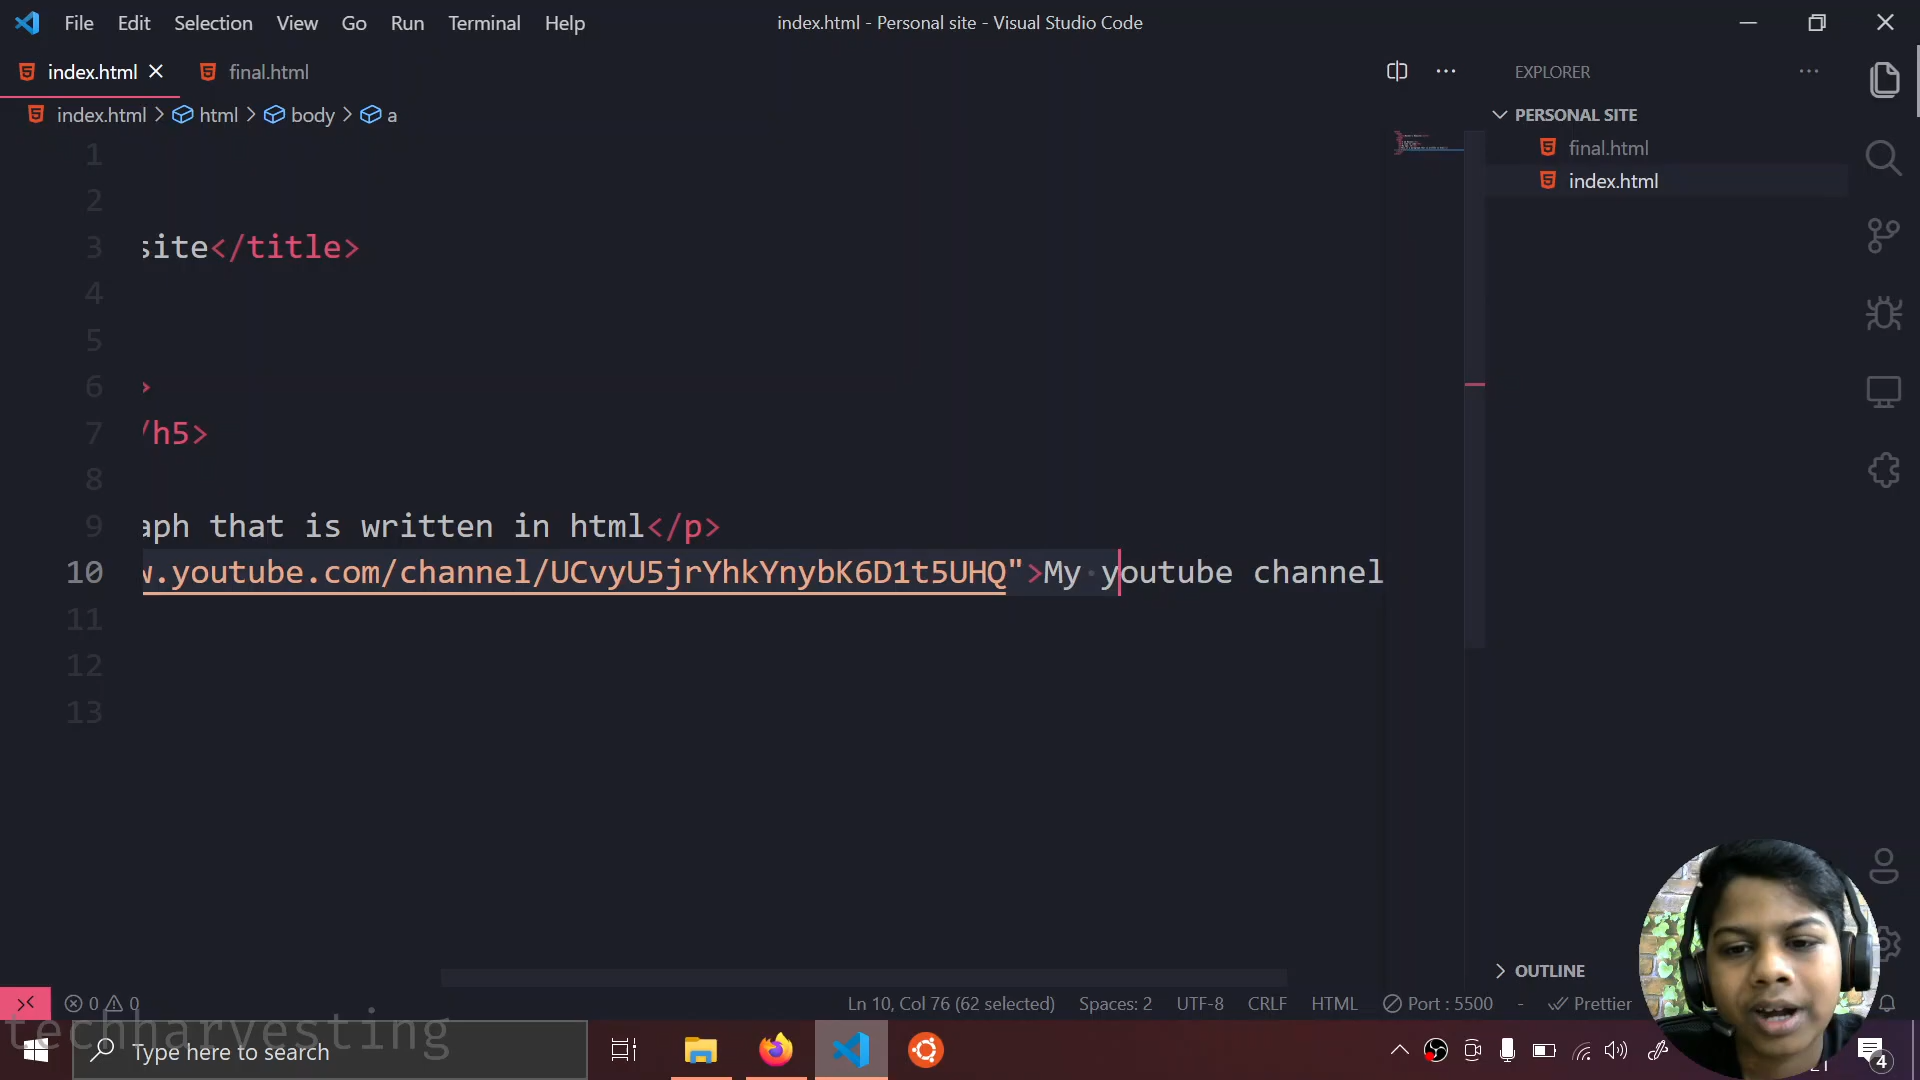 File Edit Selection View Go Run Terminal Help
index.html - Personal site - Visual Studio Code
index.html final.html
EXPLORER
index.html > html > body > a
PERSONAL SITE
final.html
index.html
1
2
3 site</title>
4
5
6 >
7 /h5>
8
9 aph that is written in html</p>
10 w.youtube.com/channel/UCvyU5jrYhkYnybK6D1t5UHQ">My youtube channel
11
12
13
OUTLINE
0 0 Ln 10, Col 76 (62 selected) Spaces: 2 UTF-8 CRLF HTML Port : 5500 - Prettier
techharvesting
Type here to search
4